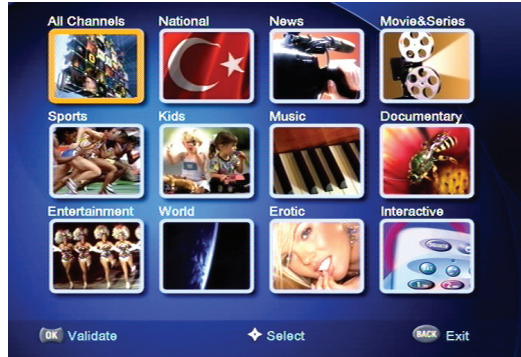 All Channels National News Movie&Series
Sports Kids Music Documentary
Entertainment World Erotic Interactive
OK Validate Select BACK Exit